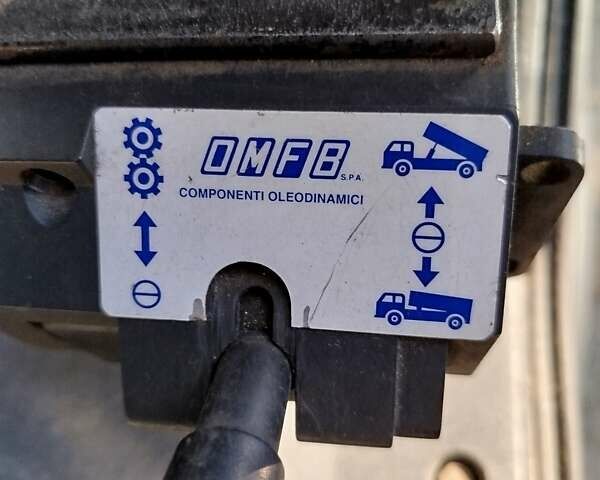 OMFB
S.P.A.
COMPONENTI OLEODINAMICI